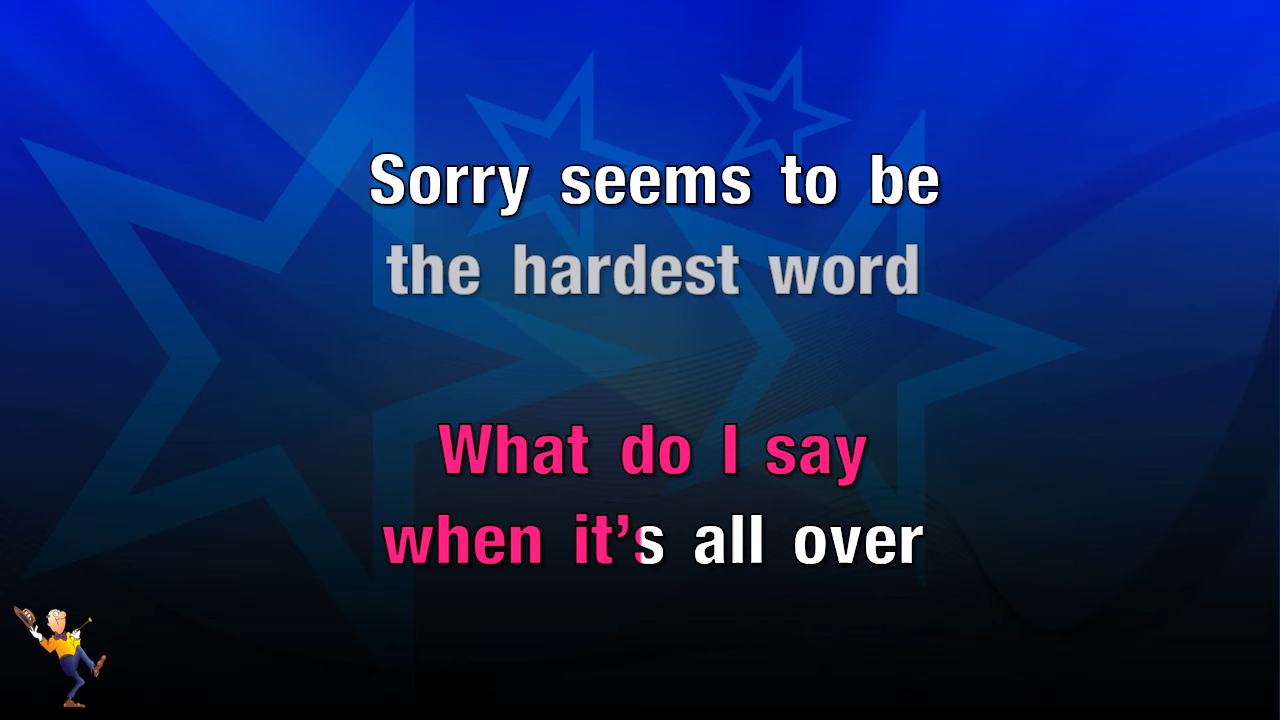 Sorry seems to be
the hardest word
What do I say
when it’s all over